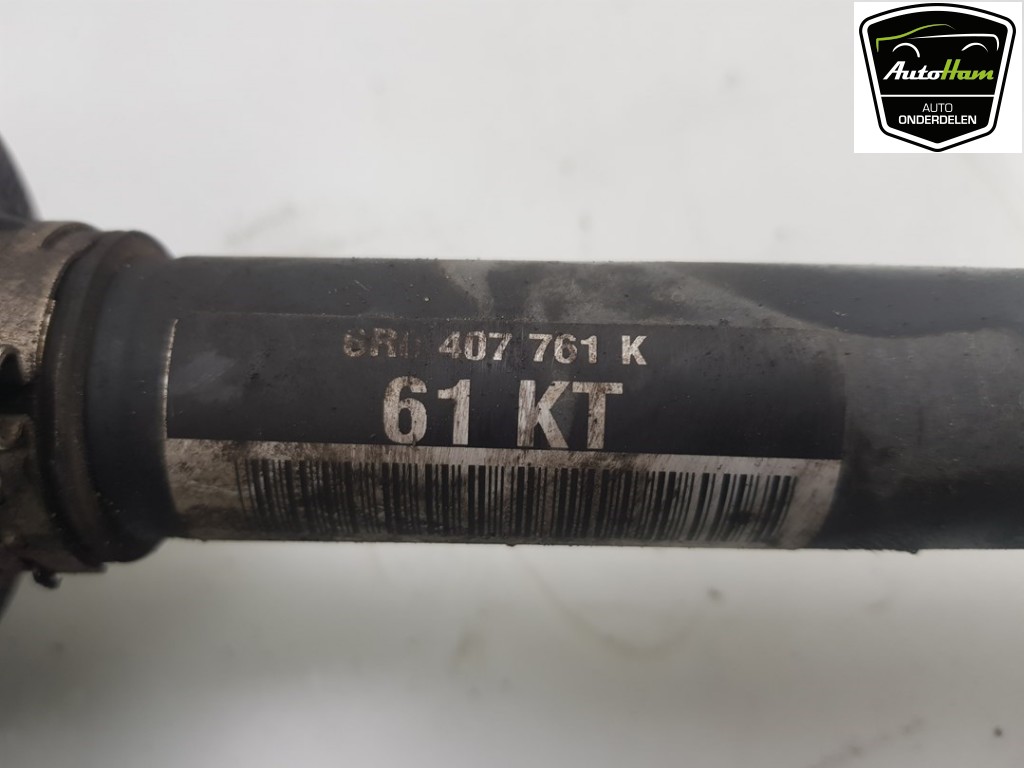 AutoHam
AUTO
ONDERDELEN
407 761 K
61 KT